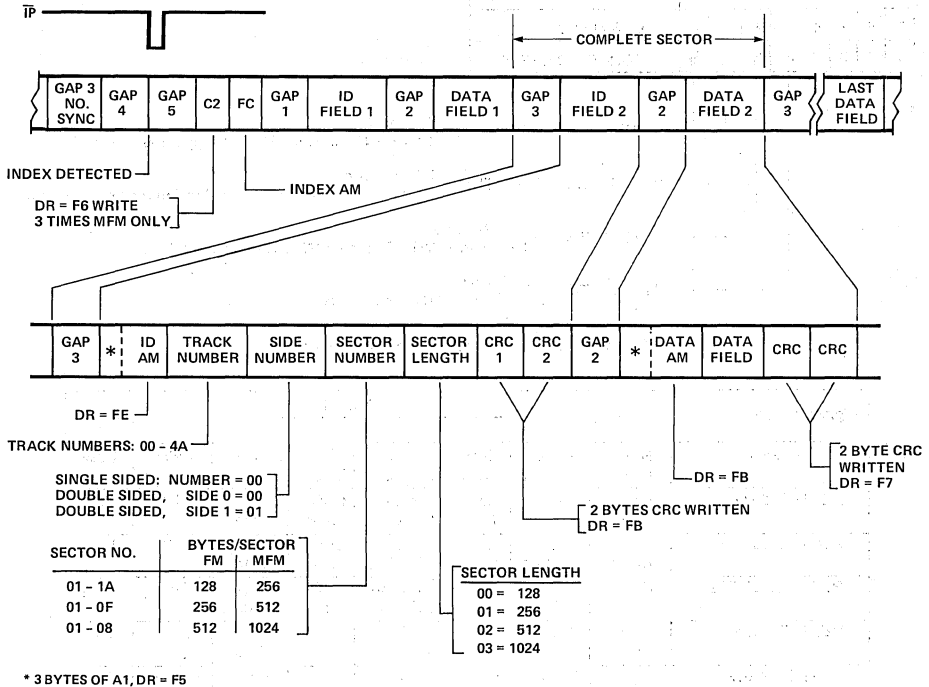 IP
COMPLETE SECTOR
GAP 3 NO. SYNC
GAP 4
GAP 5
C2
FC
GAP 1
ID FIELD 1
GAP 2
DATA FIELD 1
GAP 3
ID FIELD 2
GAP 2
DATA FIELD 2
GAP 3
LAST DATA FIELD
INDEX DETECTED
INDEX AM
DR = F6 WRITE
3 TIMES MFM ONLY
GAP 3
*
ID AM
TRACK NUMBER
SIDE NUMBER
SECTOR NUMBER
SECTOR LENGTH
CRC 1
CRC 2
GAP 2
*
DATA AM
DATA FIELD
CRC
CRC
DR = FE
TRACK NUMBERS: 00 – 4A
SINGLE SIDED: NUMBER = 00
DOUBLE SIDED, SIDE 0 = 00
DOUBLE SIDED, SIDE 1 = 01
DR = FB
2 BYTE CRC
WRITTEN
DR = F7
2 BYTES CRC WRITTEN
DR = FB
SECTOR NO. BYTES/SECTOR
FM MFM
01 – 1A 128 256
01 – 0F 256 512
01 – 08 512 1024
SECTOR LENGTH
00 = 128
01 = 256
02 = 512
03 = 1024
* 3 BYTES OF A1, DR = F5